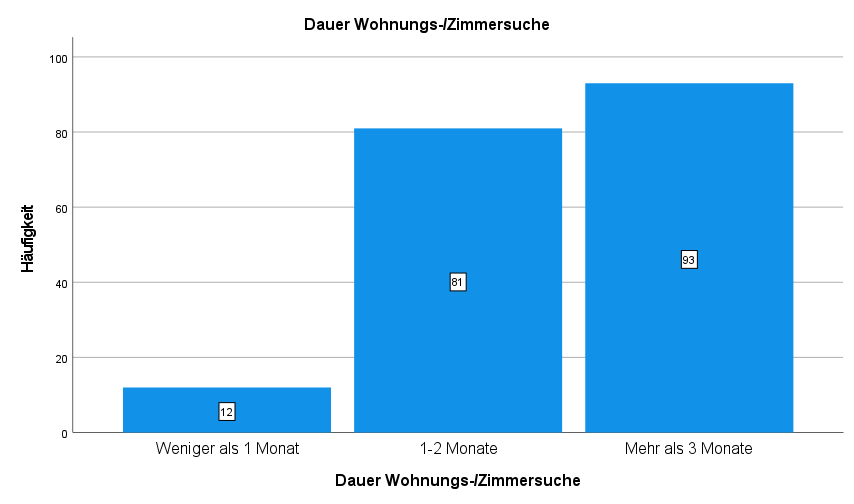 Dauer Wohnungs-/Zimmersuche
Häufigkeit
100
80
60
40
20
0
12
81
93
Weniger als 1 Monat
1-2 Monate
Mehr als 3 Monate
Dauer Wohnungs-/Zimmersuche